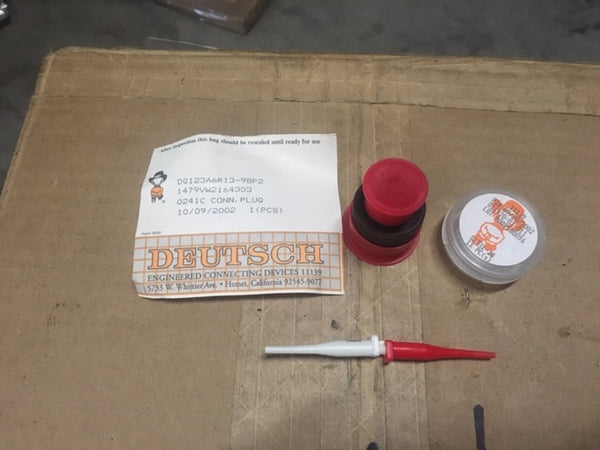 After inspection this bag should be resealed until ready for use
DG123A6R13-98P2
1479VW2164303
0241C CONN,PLUG
10/09/2002 1(PCS)
DEUTSCH
ENGINEERED CONNECTING DEVICES 11139
5733 W. Whittier Ave. • Hemet, California 92545-9077